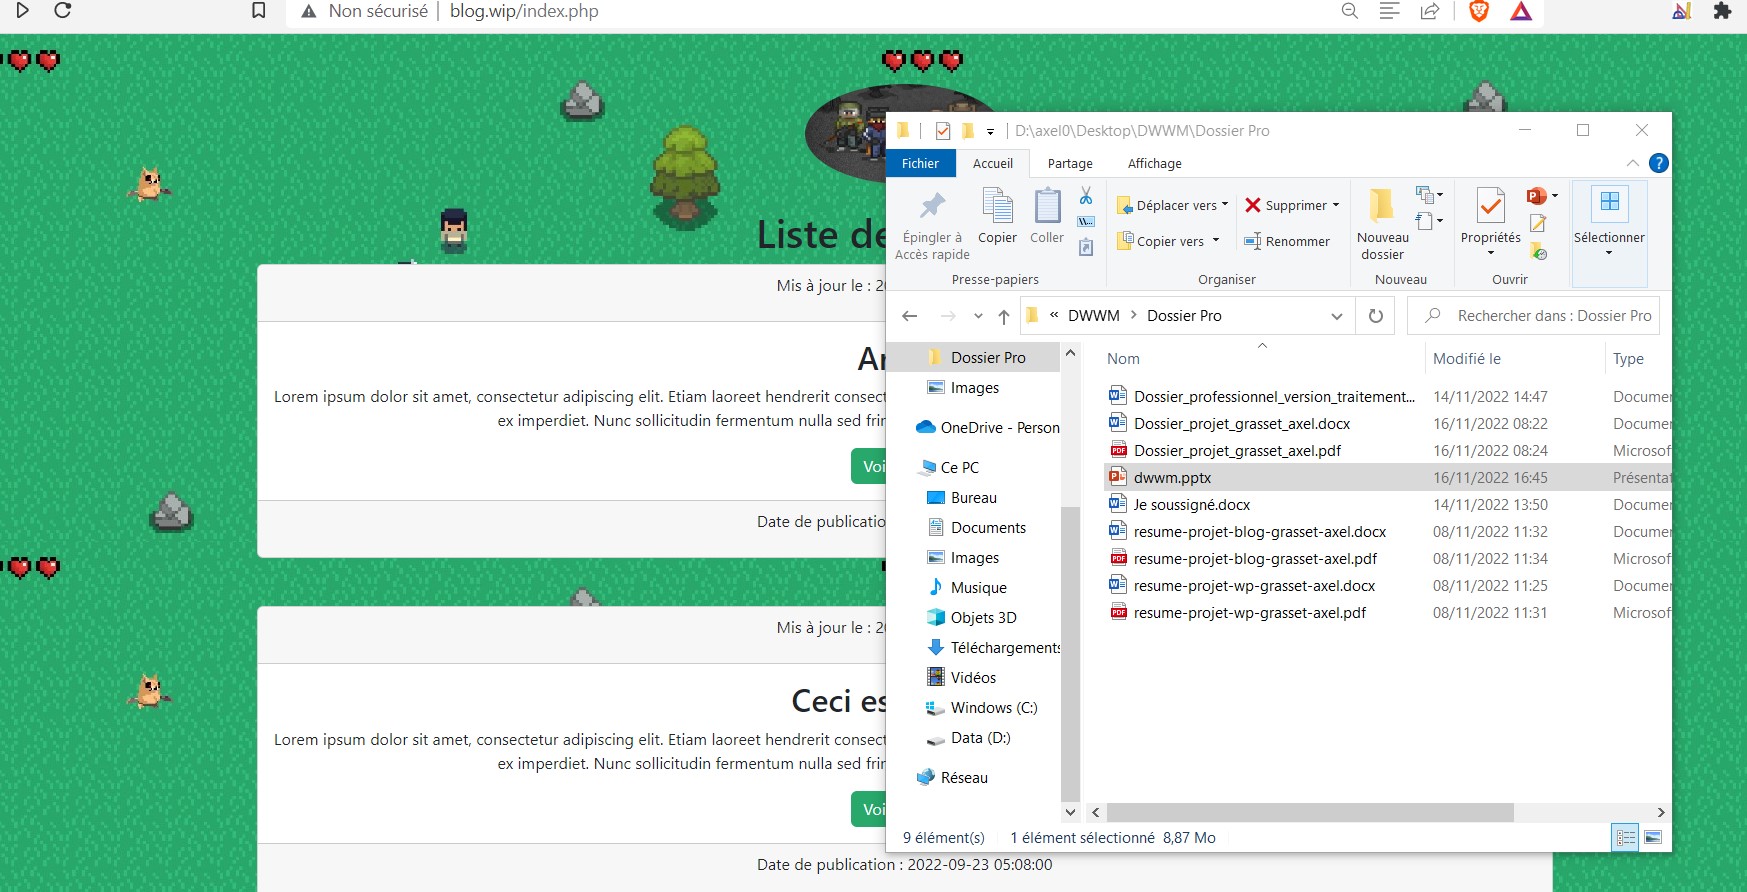 Non sécurisé | blog.wip/index.php
D:\axel0\Desktop\DWWM\Dossier Pro
Fichier Accueil Partage Affichage
Épingler à Accès rapide
Copier
Coller
Déplacer vers
Copier vers
Supprimer
Renommer
Nouveau dossier
Propriétés
Sélectionner
Presse-papiers Organiser Nouveau Ouvrir
« DWWM > Dossier Pro
Rechercher dans : Dossier Pro
Dossier Pro
Images
OneDrive - Person
Ce PC
Bureau
Documents
Images
Musique
Objets 3D
Téléchargements
Vidéos
Windows (C:)
Data (D:)
Réseau
Nom Modifié le Type
Dossier_professionnel_version_traitement... 14/11/2022 14:47 Documen
Dossier_projet_grasset_axel.docx 16/11/2022 08:22 Documen
Dossier_projet_grasset_axel.pdf 16/11/2022 08:24 Microsof
dwwm.pptx 16/11/2022 16:45 Présentat
Je soussigné.docx 14/11/2022 13:50 Documen
resume-projet-blog-grasset-axel.docx 08/11/2022 11:32 Documen
resume-projet-blog-grasset-axel.pdf 08/11/2022 11:34 Microsof
resume-projet-wp-grasset-axel.docx 08/11/2022 11:25 Documen
resume-projet-wp-grasset-axel.pdf 08/11/2022 11:31 Microsof
9 élément(s) 1 élément sélectionné 8,87 Mo
Liste de
Mis à jour le : 20
Ar
Lorem ipsum dolor sit amet, consectetur adipiscing elit. Etiam laoreet hendrerit consect
ex imperdiet. Nunc sollicitudin fermentum nulla sed frin
Voi
Date de publication
Mis à jour le : 20
Ceci es
Lorem ipsum dolor sit amet, consectetur adipiscing elit. Etiam laoreet hendrerit consect
ex imperdiet. Nunc sollicitudin fermentum nulla sed frin
Voi
Date de publication : 2022-09-23 05:08:00